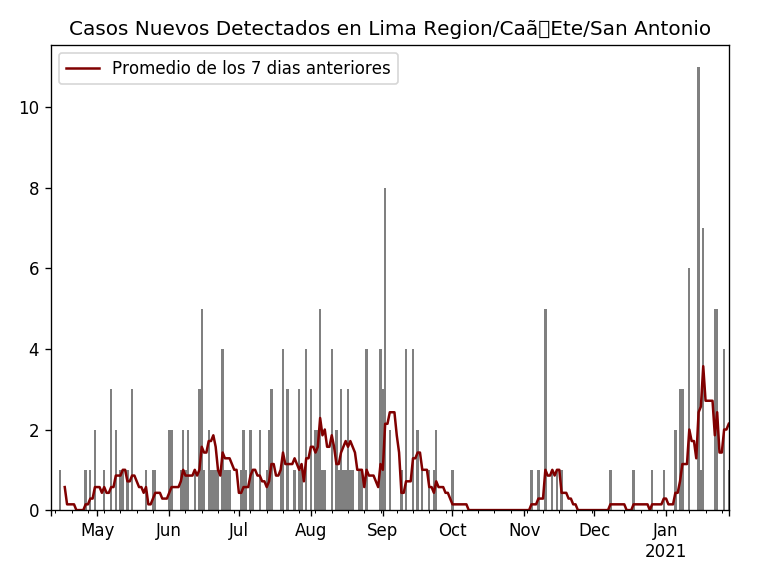 Casos Nuevos Detectados en Lima Region/Caã▯Ete/San Antonio
Promedio de los 7 dias anteriores
10
8
6
4
2
0
May Jun Jul Aug Sep Oct Nov Dec Jan
2021